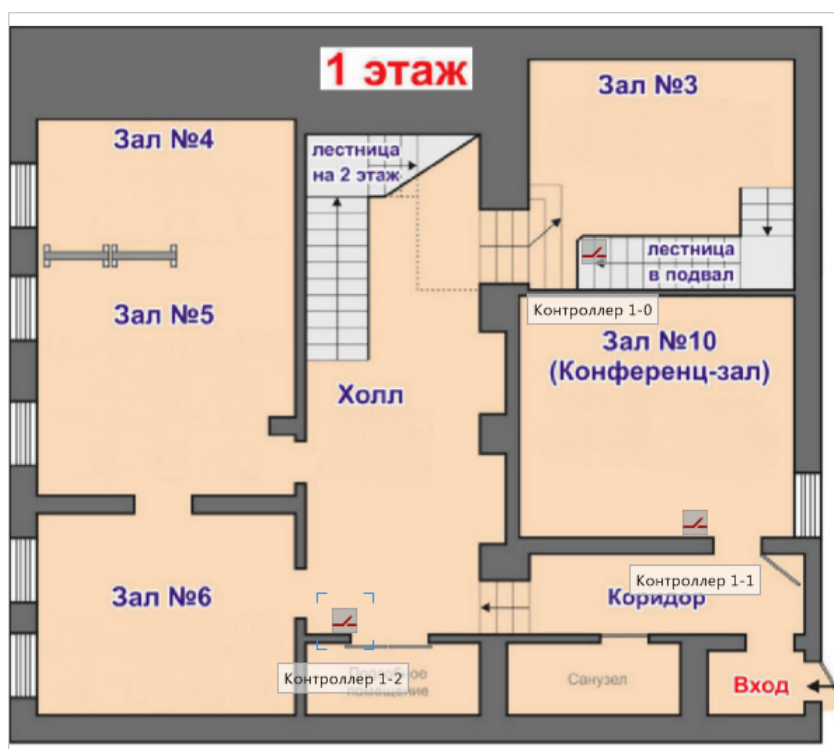 1 этаж
Зал №3
Зал №4
лестница
на 2 этаж
лестница
в подвал
Контроллер 1-0
Зал №5
Зал №10
(Конференц-зал)
Холл
Контроллер 1-1
Зал №6
Коридор
Контроллер 1-2
помещение
Санузел
Вход